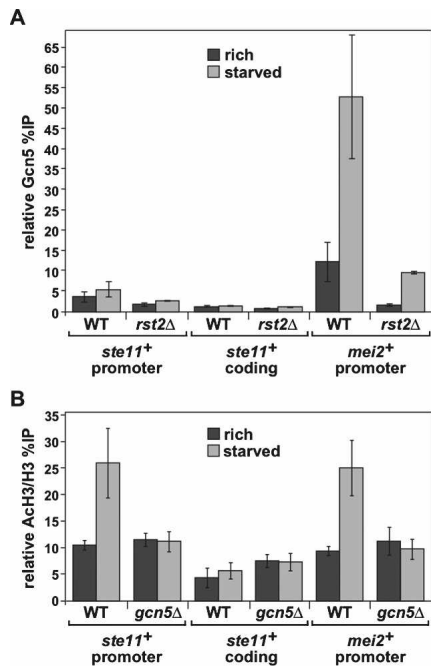 A
relative Gcn5 %IP
65
60
55
50
45
40
35
30
25
20
15
10
5
0
rich
starved
WT rst2Δ WT rst2Δ WT rst2Δ
ste11+ ste11+ mei2+
promoter coding promoter
B
relative AcH3/H3 %IP
35
30
25
20
15
10
5
0
rich
starved
WT gcn5Δ WT gcn5Δ WT gcn5Δ
ste11+ ste11+ mei2+
promoter coding promoter